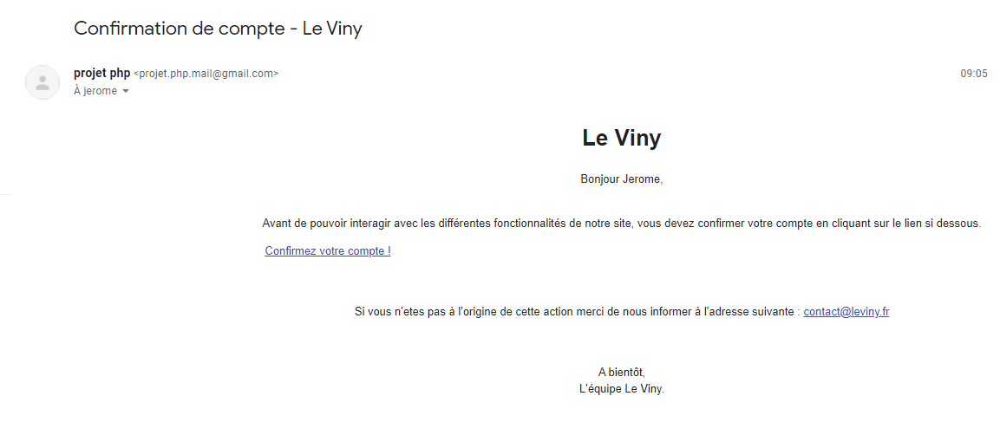 Confirmation de compte - Le Viny
projet php <projet.php.mail@gmail.com>
09:05
À jerome
Le Viny
Bonjour Jerome,
Avant de pouvoir interagir avec les différentes fonctionnalités de notre site, vous devez confirmer votre compte en cliquant sur le lien si dessous.
Confirmez votre compte !
Si vous n'etes pas à l'origine de cette action merci de nous informer à l'adresse suivante : contact@leviny.fr
A bientôt,
L'équipe Le Viny.